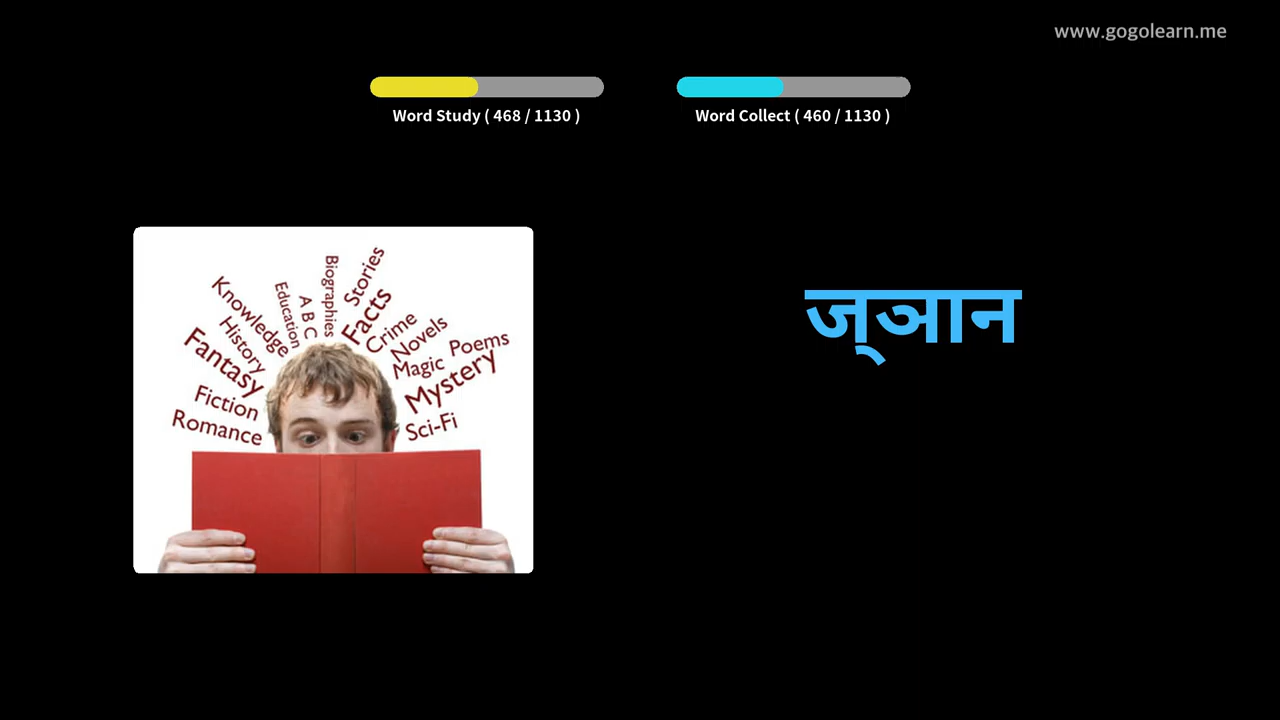 www.gogolearn.me
Word Study ( 468 / 1130 )
Word Collect ( 460 / 1130 )
Biographies
Stories
Knowledge
Education
A B C
Facts
History
Crime
Novels
Fantasy
Poems
Magic
Mystery
Fiction
Romance
Sci-Fi
ज्‌ञान